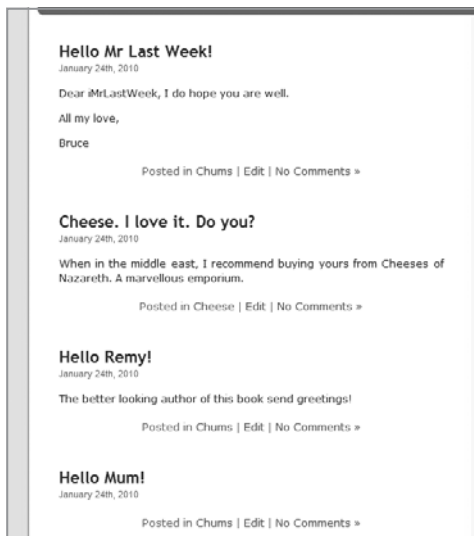 Hello Mr Last Week!
January 24th, 2010
Dear iMrLastWeek, I do hope you are well.
All my love,
Bruce
Posted in Chums | Edit | No Comments »
Cheese. I love it. Do you?
January 24th, 2010
When in the middle east, I recommend buying yours from Cheeses of
Nazareth. A marvellous emporium.
Posted in Cheese | Edit | No Comments »
Hello Remy!
January 24th, 2010
The better looking author of this book send greetings!
Posted in Chums | Edit | No Comments »
Hello Mum!
January 24th, 2010
Posted in Chums | Edit | No Comments »